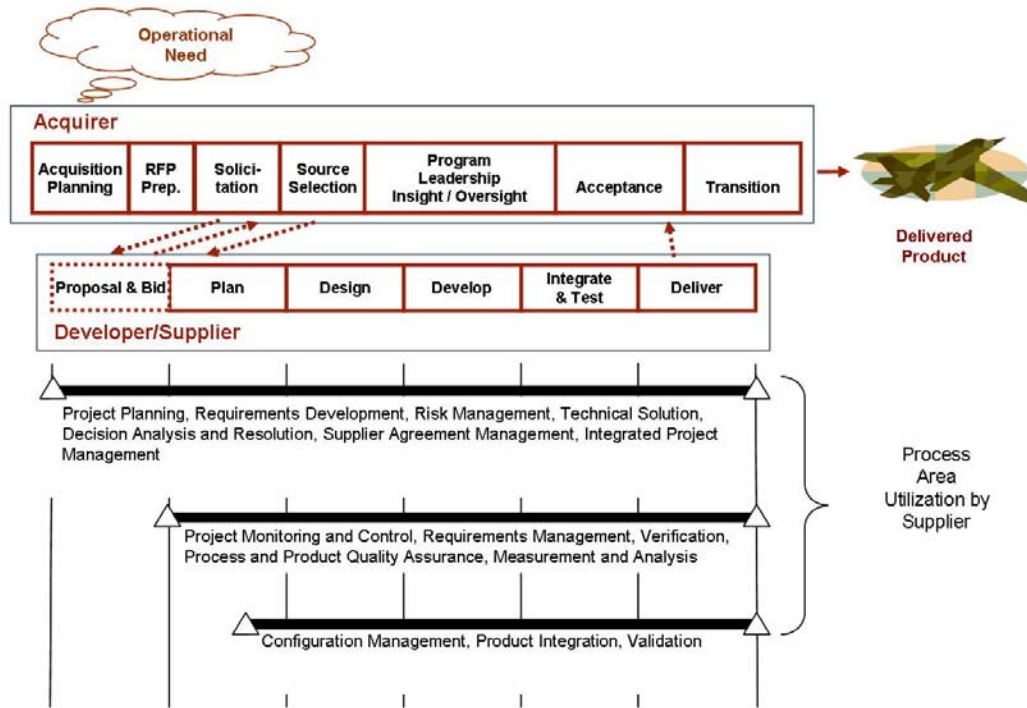 Operational
Need
Acquirer
Acquisition
Planning
RFP
Prep.
Solici-
tation
Source
Selection
Program
Leadership
Insight / Oversight
Acceptance
Transition
Delivered
Product
Proposal & Bid
Plan
Design
Develop
Integrate
& Test
Deliver
Developer/Supplier
Project Planning, Requirements Development, Risk Management, Technical Solution,
Decision Analysis and Resolution, Supplier Agreement Management, Integrated Project
Management
Process
Area
Utilization by
Supplier
Project Monitoring and Control, Requirements Management, Verification,
Process and Product Quality Assurance, Measurement and Analysis
Configuration Management, Product Integration, Validation